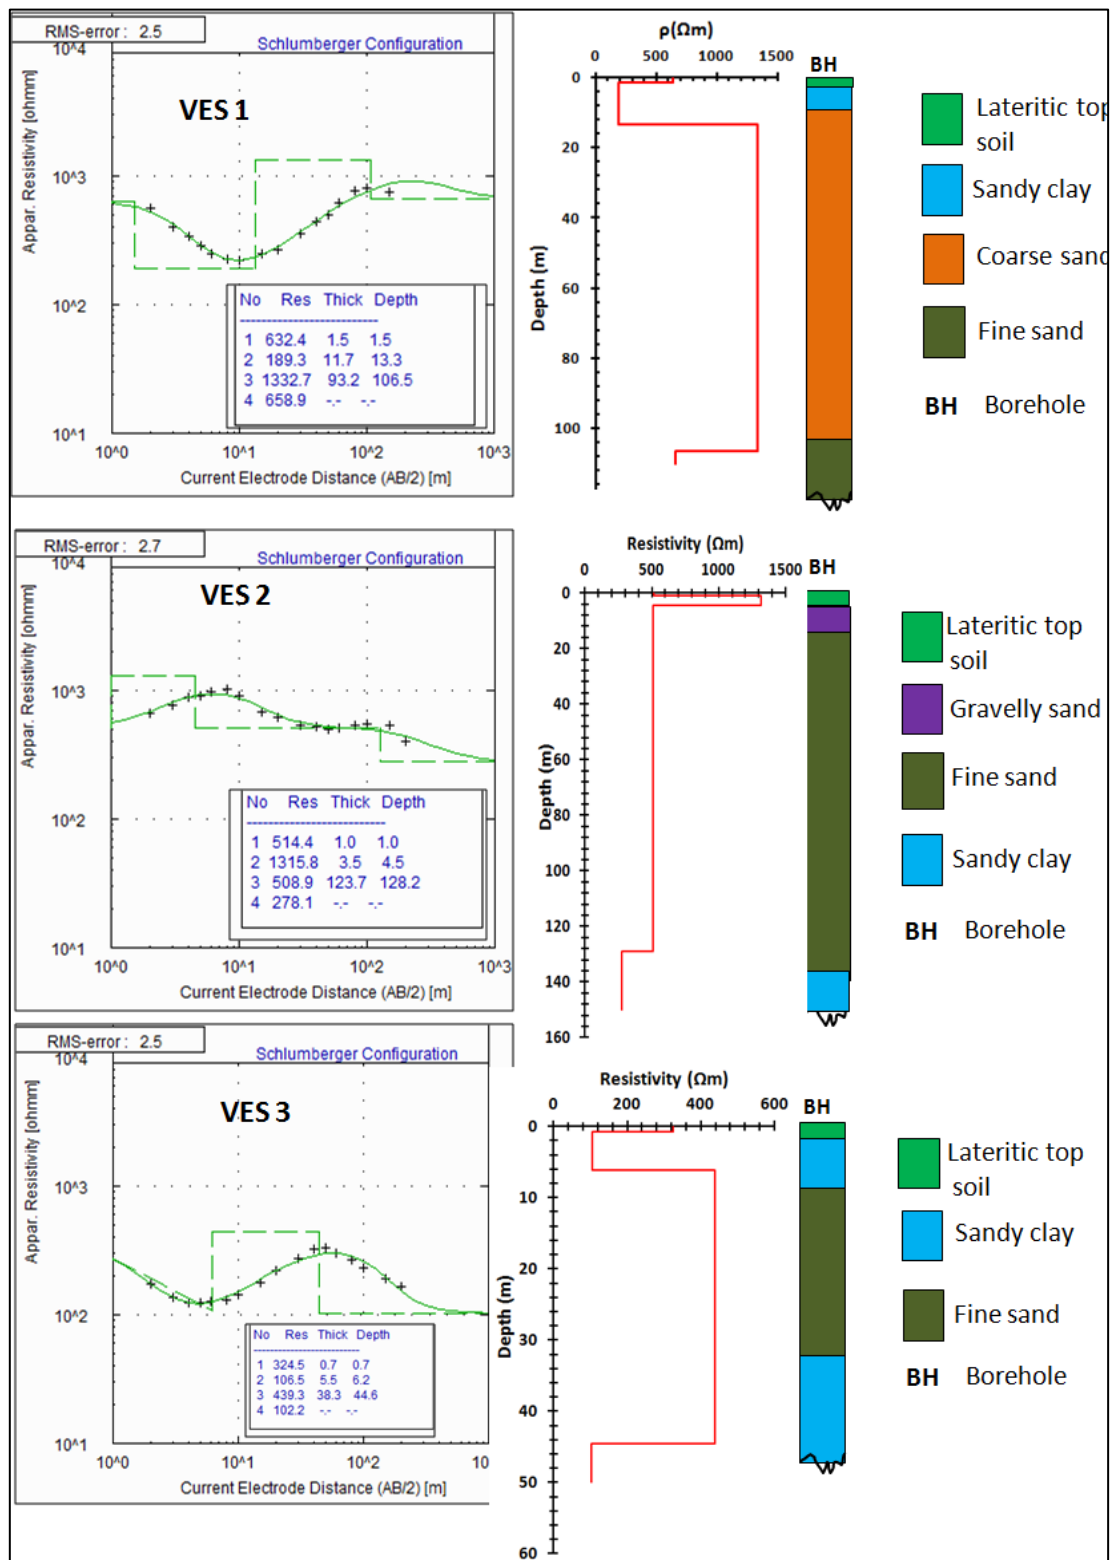 RMS-error : 2.5
Schlumberger Configuration
VES 1
Appar. Resistivity [ohmm]
10^4
10^3
10^2
10^1
No Res Thick Depth
1 632.4 1.5 1.5
2 189.3 11.7 13.3
3 1332.7 93.2 106.5
4 658.9 -.- -.-
10^0 10^1 10^2 10^3
Current Electrode Distance (AB/2) [m]
ρ(Ωm)
0 500 1000 1500
BH
Depth (m)
0
20
40
60
80
100
Lateritic top
soil
Sandy clay
Coarse sand
Fine sand
BH Borehole
RMS-error : 2.7
Schlumberger Configuration
VES 2
Appar. Resistivity [ohmm]
10^4
10^3
10^2
10^1
No Res Thick Depth
1 514.4 1.0 1.0
2 1315.8 3.5 4.5
3 508.9 123.7 128.2
4 278.1 -.- -.-
10^0 10^1 10^2 10^3
Current Electrode Distance (AB/2) [m]
Resistivity (Ωm)
0 500 1000 1500
BH
Depth (m)
0
20
40
60
80
100
120
140
160
Lateritic top
soil
Gravelly sand
Fine sand
Sandy clay
BH Borehole
RMS-error : 2.5
Schlumberger Configuration
VES 3
Appar. Resistivity [ohmm]
10^4
10^3
10^2
10^1
No Res Thick Depth
1 324.5 0.7 0.7
2 106.5 5.5 6.2
3 439.3 38.3 44.6
4 102.2 -.- -.-
10^0 10^1 10^2 10
Current Electrode Distance (AB/2) [m]
Resistivity (Ωm)
0 200 400 600
BH
Depth (m)
0
10
20
30
40
50
60
Lateritic top
soil
Sandy clay
Fine sand
BH Borehole